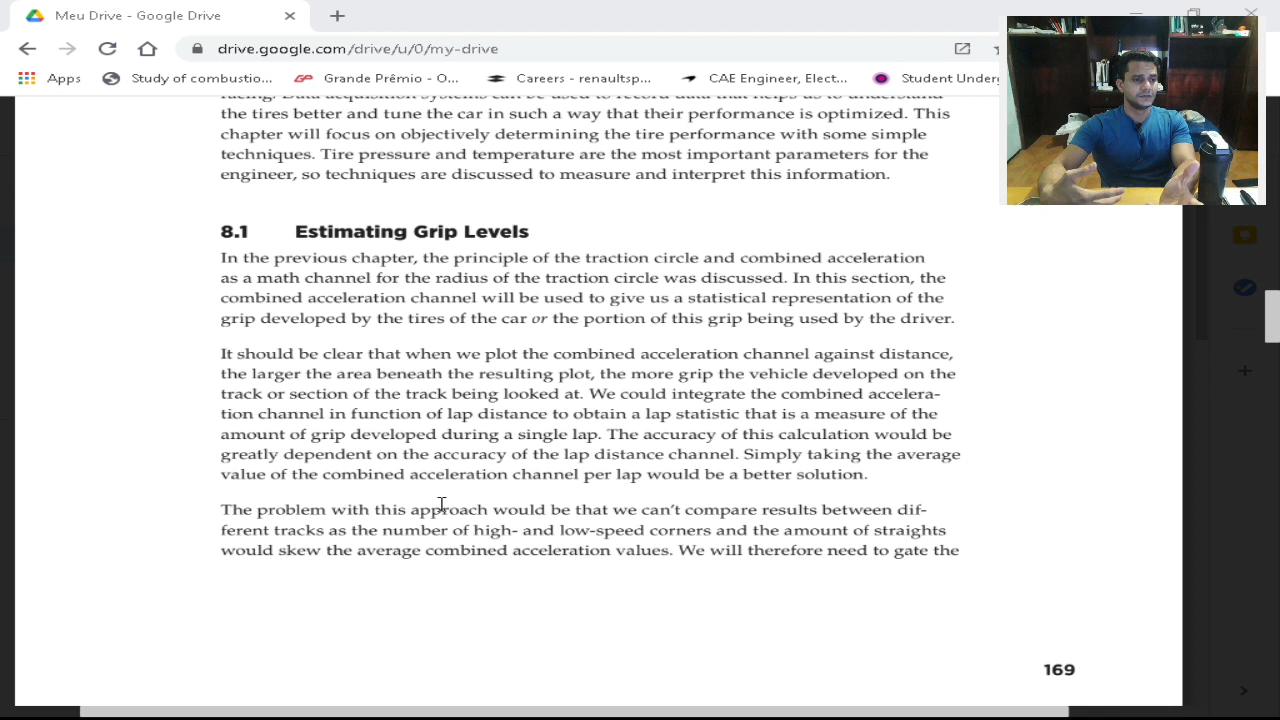 Meu Drive - Google Drive
drive.google.com/drive/u/0/my-drive
Apps
Study of combustio...
GP
Grande Prêmio - O...
Careers - renaultsp...
CAE Engineer, Elect...
Student Underg
the tires better and tune the car in such a way that their performance is optimized. This
chapter will focus on objectively determining the tire performance with some simple
techniques. Tire pressure and temperature are the most important parameters for the
engineer, so techniques are discussed to measure and interpret this information.
8.1 Estimating Grip Levels
In the previous chapter, the principle of the traction circle and combined acceleration
as a math channel for the radius of the traction circle was discussed. In this section, the
combined acceleration channel will be used to give us a statistical representation of the
grip developed by the tires of the car or the portion of this grip being used by the driver.
It should be clear that when we plot the combined acceleration channel against distance,
the larger the area beneath the resulting plot, the more grip the vehicle developed on the
track or section of the track being looked at. We could integrate the combined accelera-
tion channel in function of lap distance to obtain a lap statistic that is a measure of the
amount of grip developed during a single lap. The accuracy of this calculation would be
greatly dependent on the accuracy of the lap distance channel. Simply taking the average
value of the combined acceleration channel per lap would be a better solution.
The problem with this approach would be that we can't compare results between dif-
ferent tracks as the number of high- and low-speed corners and the amount of straights
would skew the average combined acceleration values. We will therefore need to gate the
169